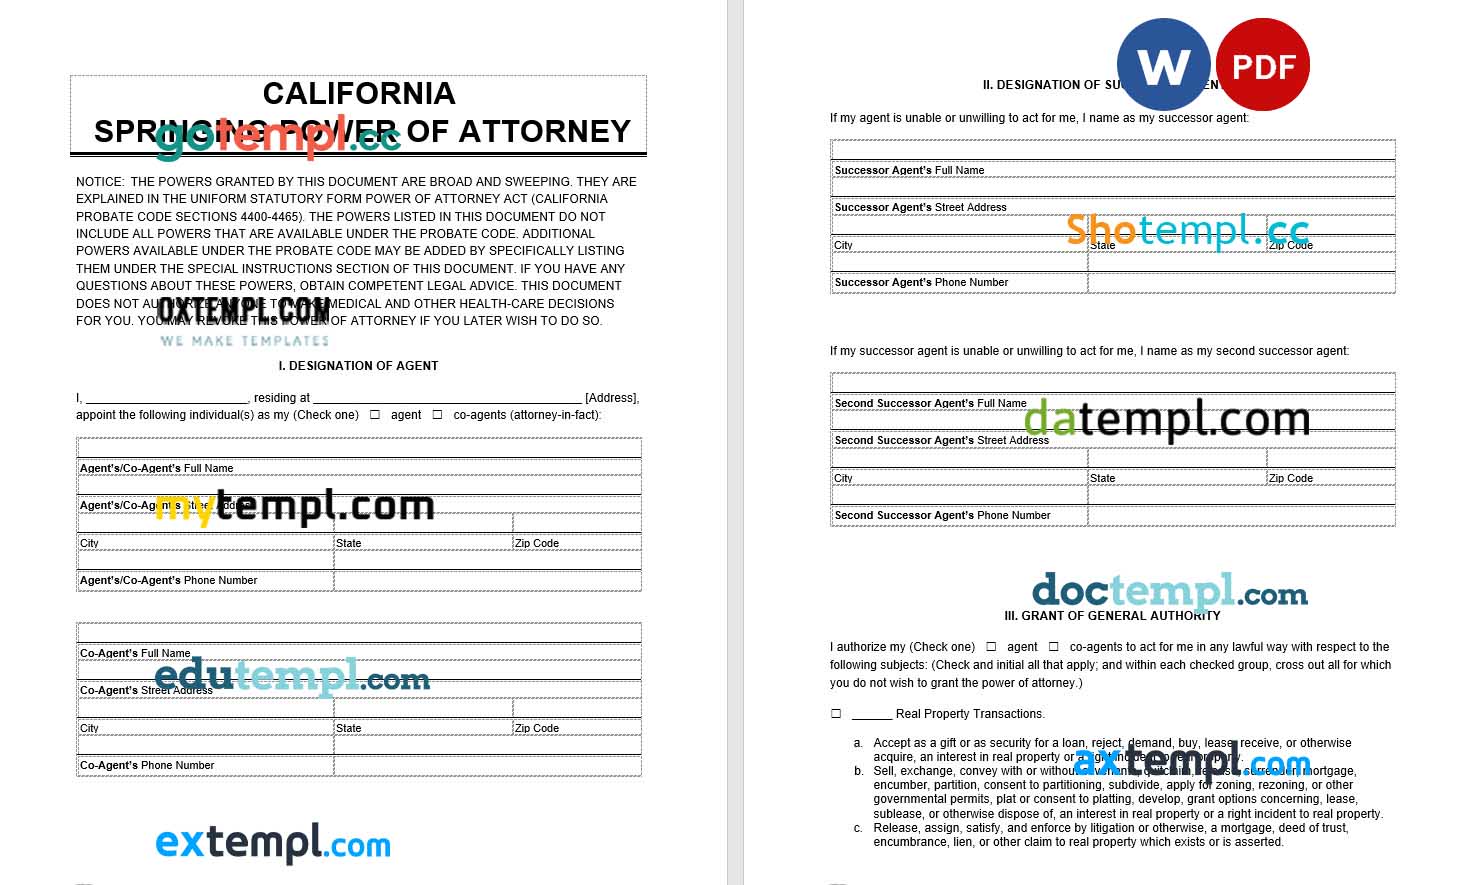 CALIFORNIA
SPRINGING POWER OF ATTORNEY
gotempl.cc
NOTICE: THE POWERS GRANTED BY THIS DOCUMENT ARE BROAD AND SWEEPING. THEY ARE
EXPLAINED IN THE UNIFORM STATUTORY FORM POWER OF ATTORNEY ACT (CALIFORNIA
PROBATE CODE SECTIONS 4400-4465). THE POWERS LISTED IN THIS DOCUMENT DO NOT
INCLUDE ALL POWERS THAT ARE AVAILABLE UNDER THE PROBATE CODE. ADDITIONAL
POWERS AVAILABLE UNDER THE PROBATE CODE MAY BE ADDED BY SPECIFICALLY LISTING
THEM UNDER THE SPECIAL INSTRUCTIONS SECTION OF THIS DOCUMENT. IF YOU HAVE ANY
QUESTIONS ABOUT THESE POWERS, OBTAIN COMPETENT LEGAL ADVICE. THIS DOCUMENT
DOES NOT AUTHORIZE ANYONE TO MAKE MEDICAL AND OTHER HEALTH-CARE DECISIONS
FOR YOU. YOU MAY REVOKE THIS POWER OF ATTORNEY IF YOU LATER WISH TO DO SO.
OXTEMPL.COM
WE MAKE TEMPLATES
I. DESIGNATION OF AGENT
I, ________________________, residing at ________________________________________ [Address],
appoint the following individual(s) as my (Check one) ☐ agent ☐ co-agents (attorney-in-fact):
Agent's/Co-Agent's Full Name
Agent's/Co-Agent's Street Address
mytempl.com
City State Zip Code
Agent's/Co-Agent's Phone Number
Co-Agent's Full Name
edutempl.com
Co-Agent's Street Address
City State Zip Code
Co-Agent's Phone Number
extempl.com
W PDF
II. DESIGNATION OF SU
If my agent is unable or unwilling to act for me, I name as my successor agent:
Successor Agent's Full Name
Successor Agent's Street Address
Shotempl.cc
City State Zip Code
Successor Agent's Phone Number
If my successor agent is unable or unwilling to act for me, I name as my second successor agent:
Second Successor Agent's Full Name
datempl.com
Second Successor Agent's Street Address
City State Zip Code
Second Successor Agent's Phone Number
doctempl.com
III. GRANT OF GENERAL AUTHORITY
I authorize my (Check one) ☐ agent ☐ co-agents to act for me in any lawful way with respect to the
following subjects: (Check and initial all that apply; and within each checked group, cross out all for which
you do not wish to grant the power of attorney.)
☐ ______ Real Property Transactions.
a. Accept as a gift or as security for a loan, reject, demand, buy, lease, receive, or otherwise
acquire, an interest in real property or a right incident to real property.
axtempl.com
b. Sell, exchange, convey with or without covenants, quitclaim, release, surrender, mortgage,
encumber, partition, consent to partitioning, subdivide, apply for zoning, rezoning, or other
governmental permits, plat or consent to platting, develop, grant options concerning, lease,
sublease, or otherwise dispose of, an interest in real property or a right incident to real property.
c. Release, assign, satisfy, and enforce by litigation or otherwise, a mortgage, deed of trust,
encumbrance, lien, or other claim to real property which exists or is asserted.